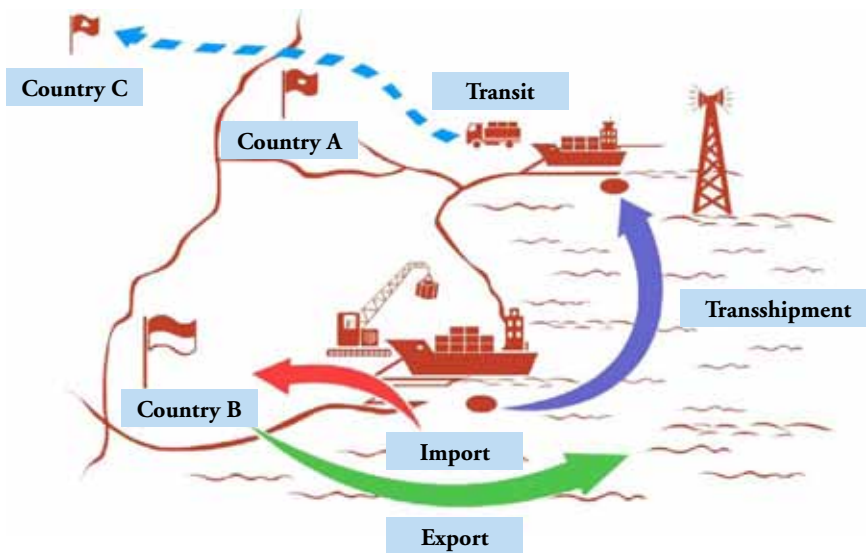 Country C
Transit
Country A
Transshipment
Country B
Import
Export